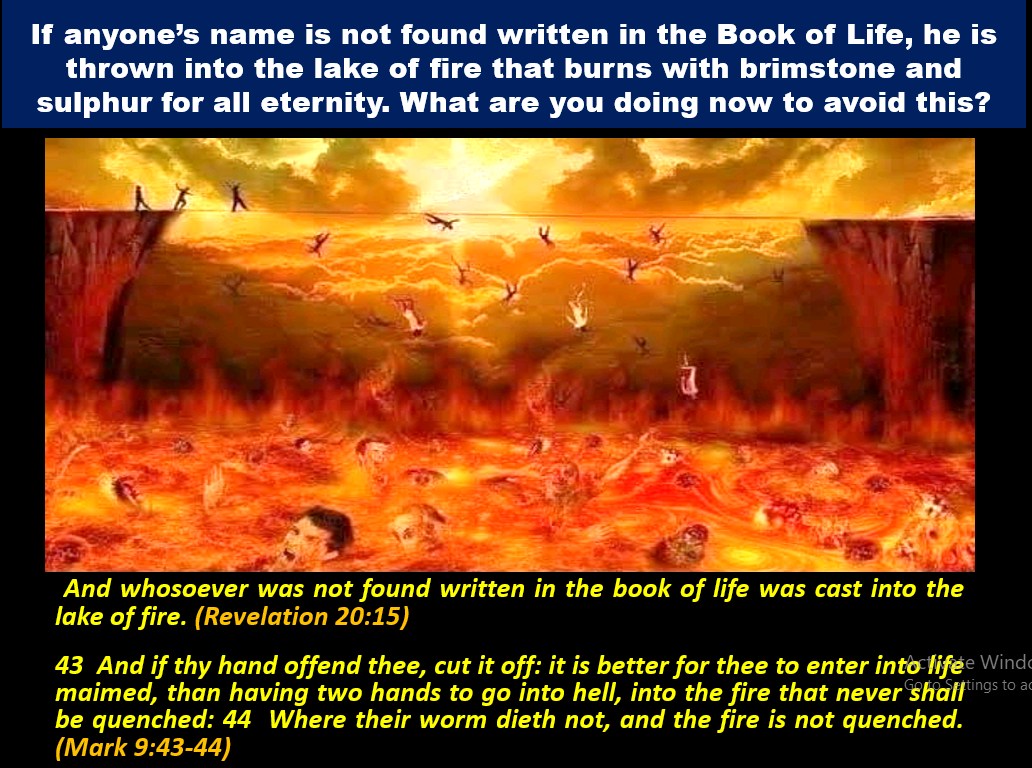 If anyone’s name is not found written in the Book of Life, he is
thrown into the lake of fire that burns with brimstone and
sulphur for all eternity. What are you doing now to avoid this?
And whosoever was not found written in the book of life was cast into the
lake of fire. (Revelation 20:15)
43 And if thy hand offend thee, cut it off: it is better for thee to enter into life
maimed, than having two hands to go into hell, into the fire that never shall
be quenched: 44 Where their worm dieth not, and the fire is not quenched.
(Mark 9:43-44)
Activate Windo
Go to Settings to ac